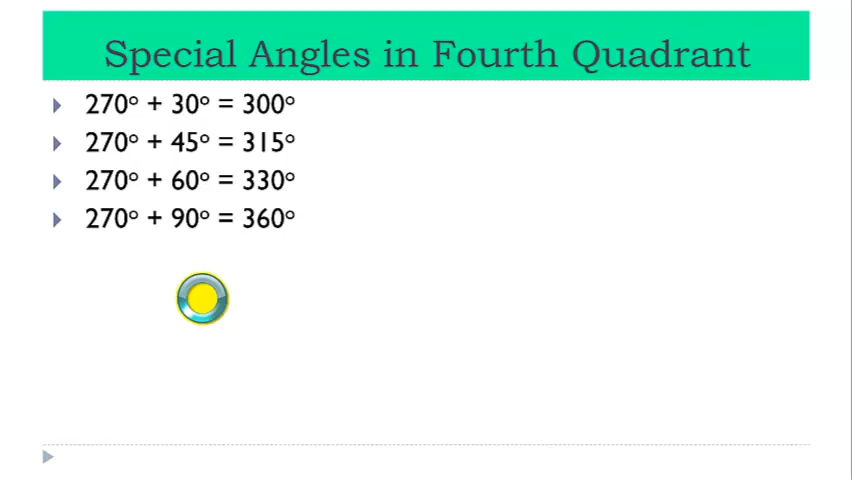 Special Angles in Fourth Quadrant
270° + 30° = 300°
270° + 45° = 315°
270° + 60° = 330°
270° + 90° = 360°